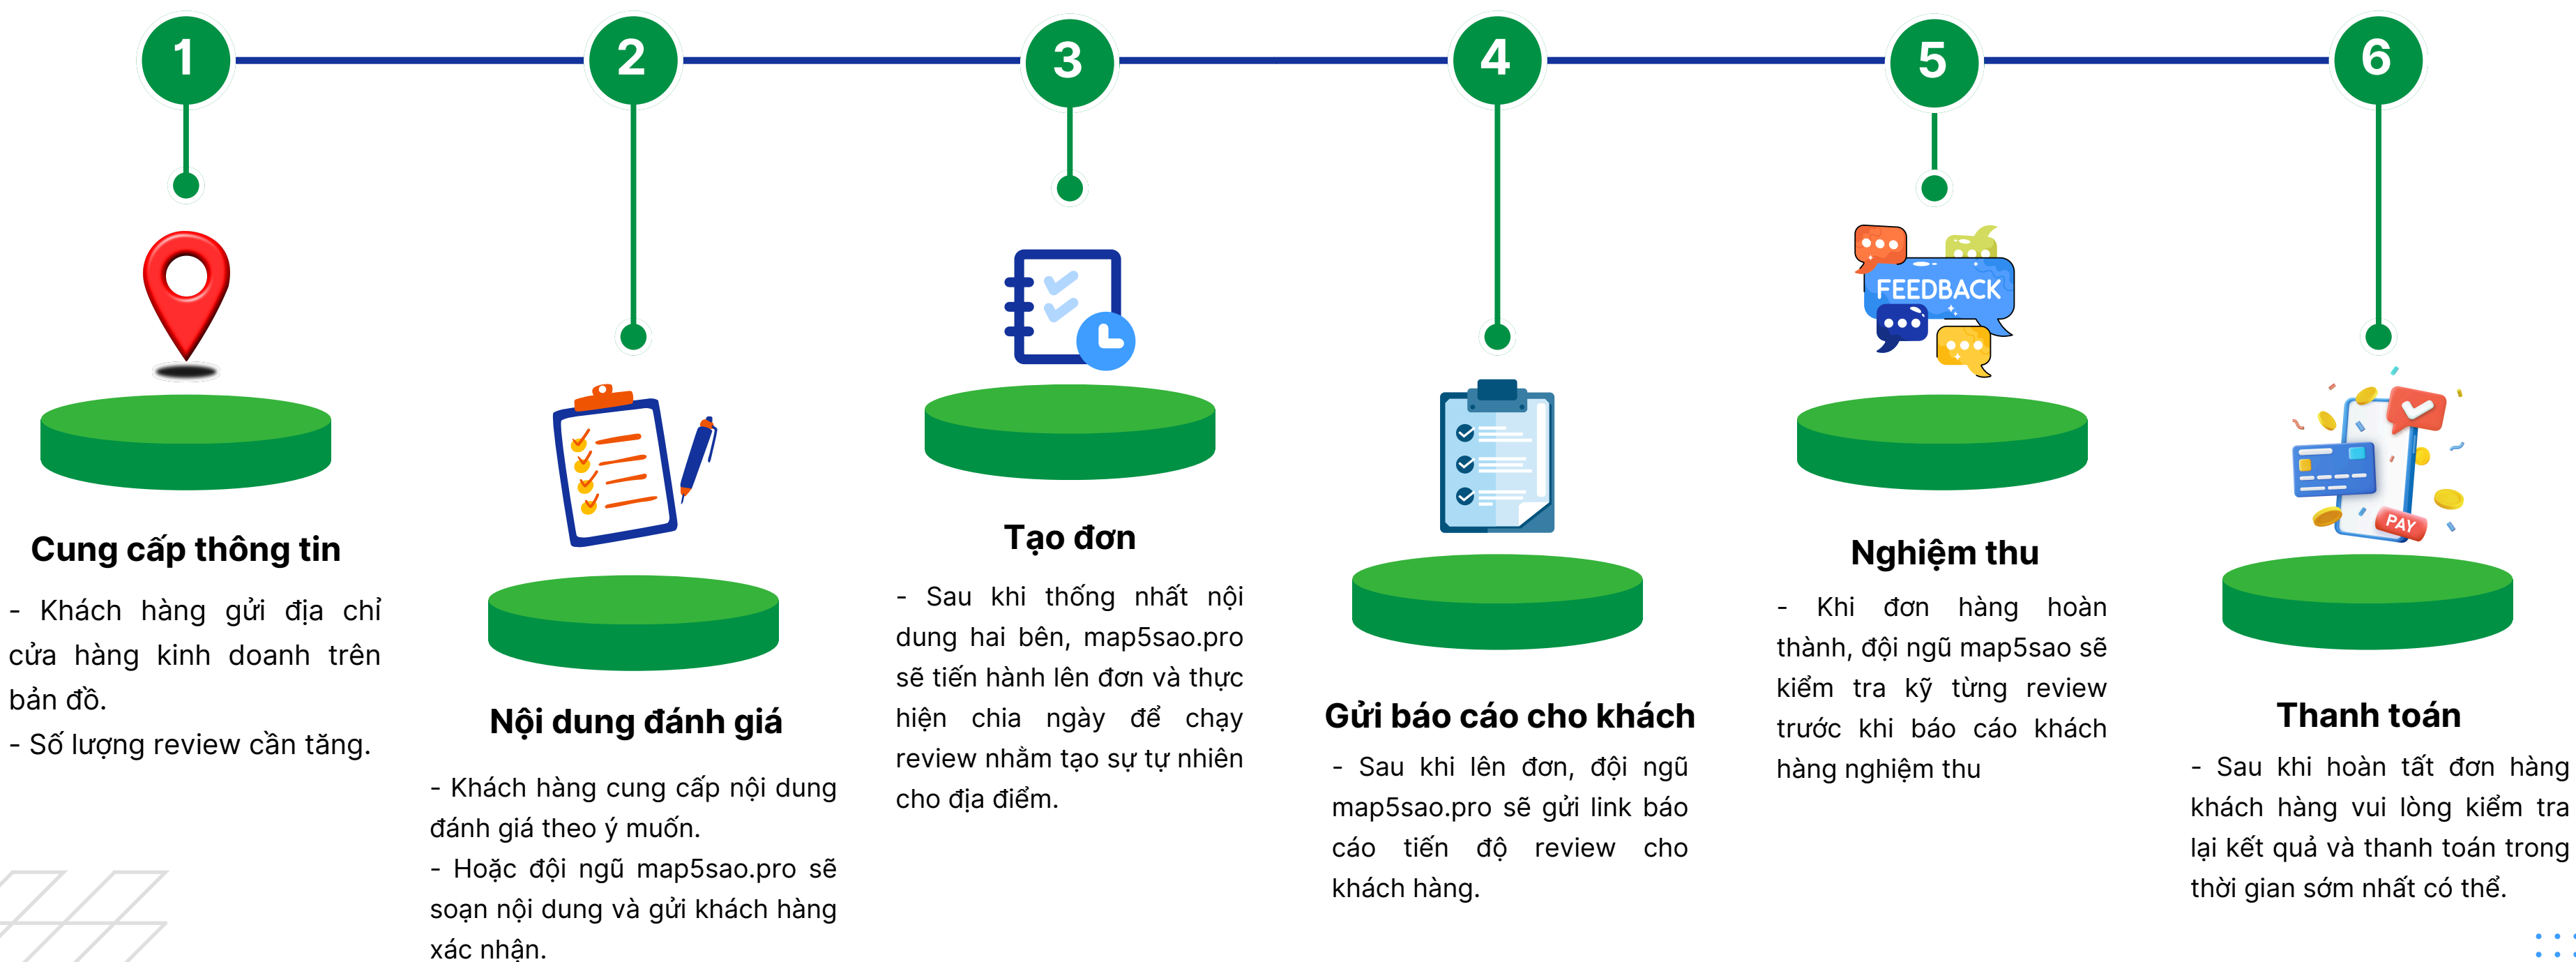 1
2
3
4
5
6
Cung cấp thông tin
- Khách hàng gửi địa chỉ
cửa hàng kinh doanh trên
bản đồ.
- Số lượng review cần tăng.
Nội dung đánh giá
- Khách hàng cung cấp nội dung
đánh giá theo ý muốn.
- Hoặc đội ngũ map5sao.pro sẽ
soạn nội dung và gửi khách hàng
xác nhận.
Tạo đơn
- Sau khi thống nhất nội
dung hai bên, map5sao.pro
sẽ tiến hành lên đơn và thực
hiện chia ngày để chạy
review nhằm tạo sự tự nhiên
cho địa điểm.
Gửi báo cáo cho khách
- Sau khi lên đơn, đội ngũ
map5sao.pro sẽ gửi link báo
cáo tiến độ review cho
khách hàng.
FEEDBACK
Nghiệm thu
- Khi đơn hàng hoàn
thành, đội ngũ map5sao sẽ
kiểm tra kỹ từng review
trước khi báo cáo khách
hàng nghiệm thu
PAY
Thanh toán
- Sau khi hoàn tất đơn hàng
khách hàng vui lòng kiểm tra
lại kết quả và thanh toán trong
thời gian sớm nhất có thể.